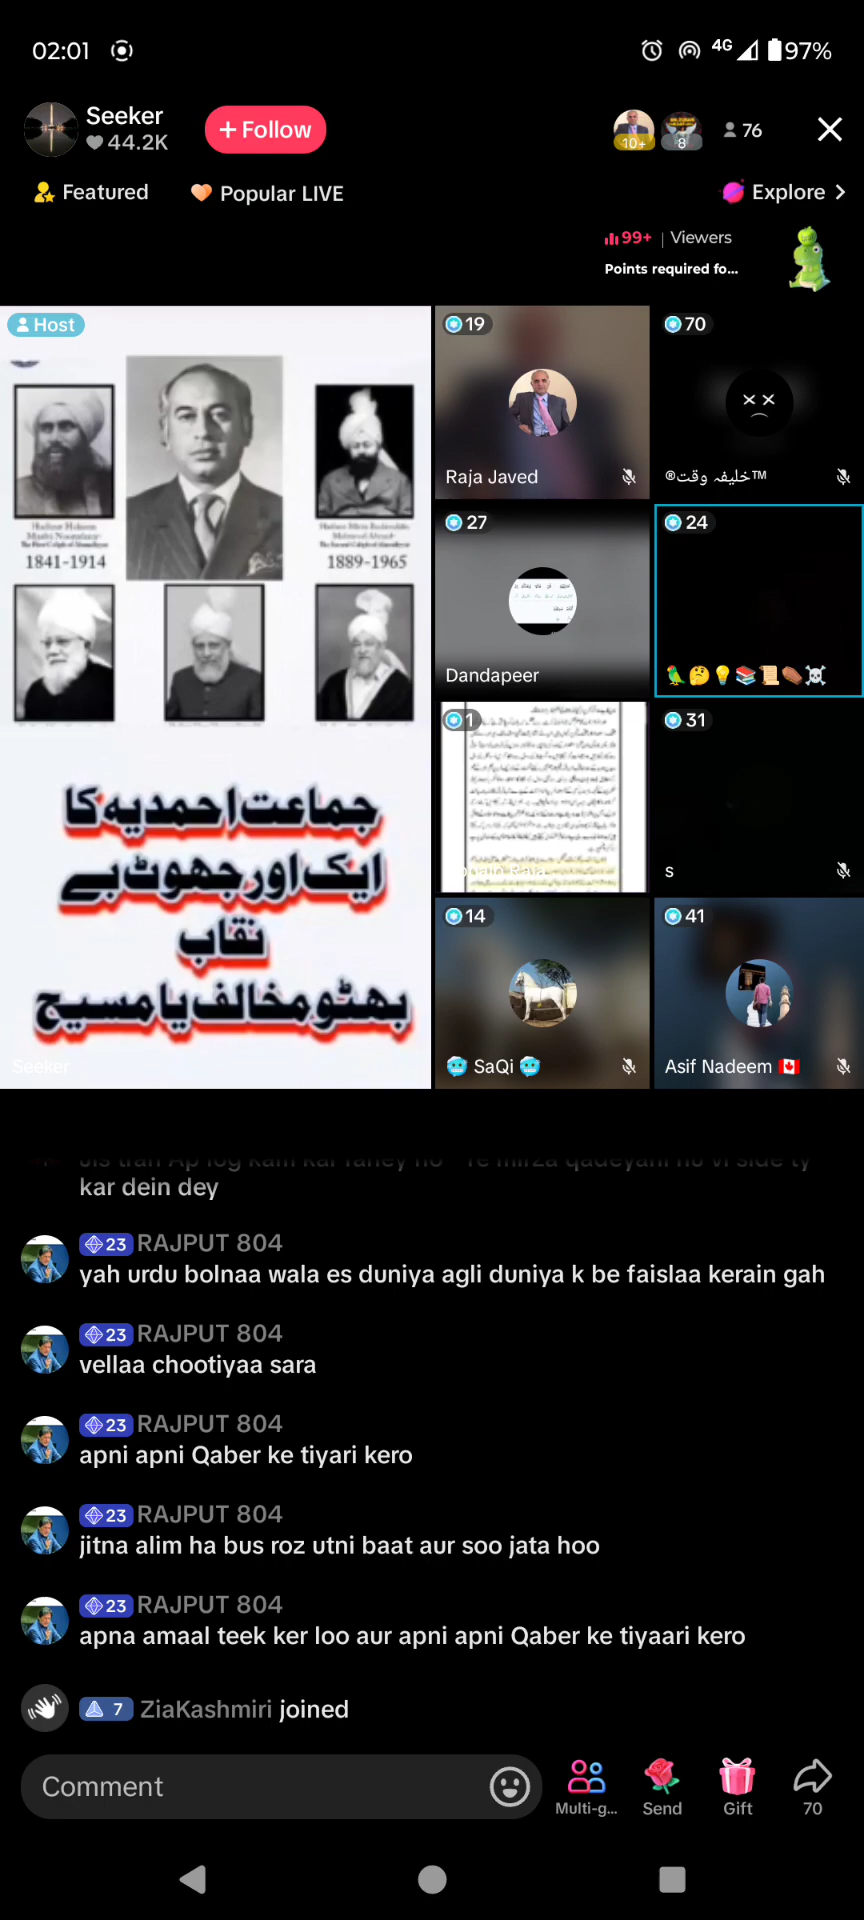 02:01
4G 97%
Seeker
44.2K
+ Follow
10+
8
76
Featured
Popular LIVE
Explore
99+ | Viewers
Points required fo...
Host
1841-1914
1889-1965
جماعت احمدیہ کا
ایک اور جھوٹ بے
نقاب
بھٹو مخالف یا مسیح
Seeker
19
Raja Javed
70
®خلیفہ وقت™
27
Dandapeer
24
🦜🤔💡📚📜⚰️☠️
1
Raja
31
s
14
🥶 SaQi 🥶
41
Asif Nadeem 🇨🇦
kar dein dey
23 RAJPUT 804
yah urdu bolnaa wala es duniya agli duniya k be faislaa kerain gah
23 RAJPUT 804
vellaa chootiyaa sara
23 RAJPUT 804
apni apni Qaber ke tiyari kero
23 RAJPUT 804
jitna alim ha bus roz utni baat aur soo jata hoo
23 RAJPUT 804
apna amaal teek ker loo aur apni apni Qaber ke tiyaari kero
7 ZiaKashmiri joined
Comment
Multi-g...
Send
Gift
70